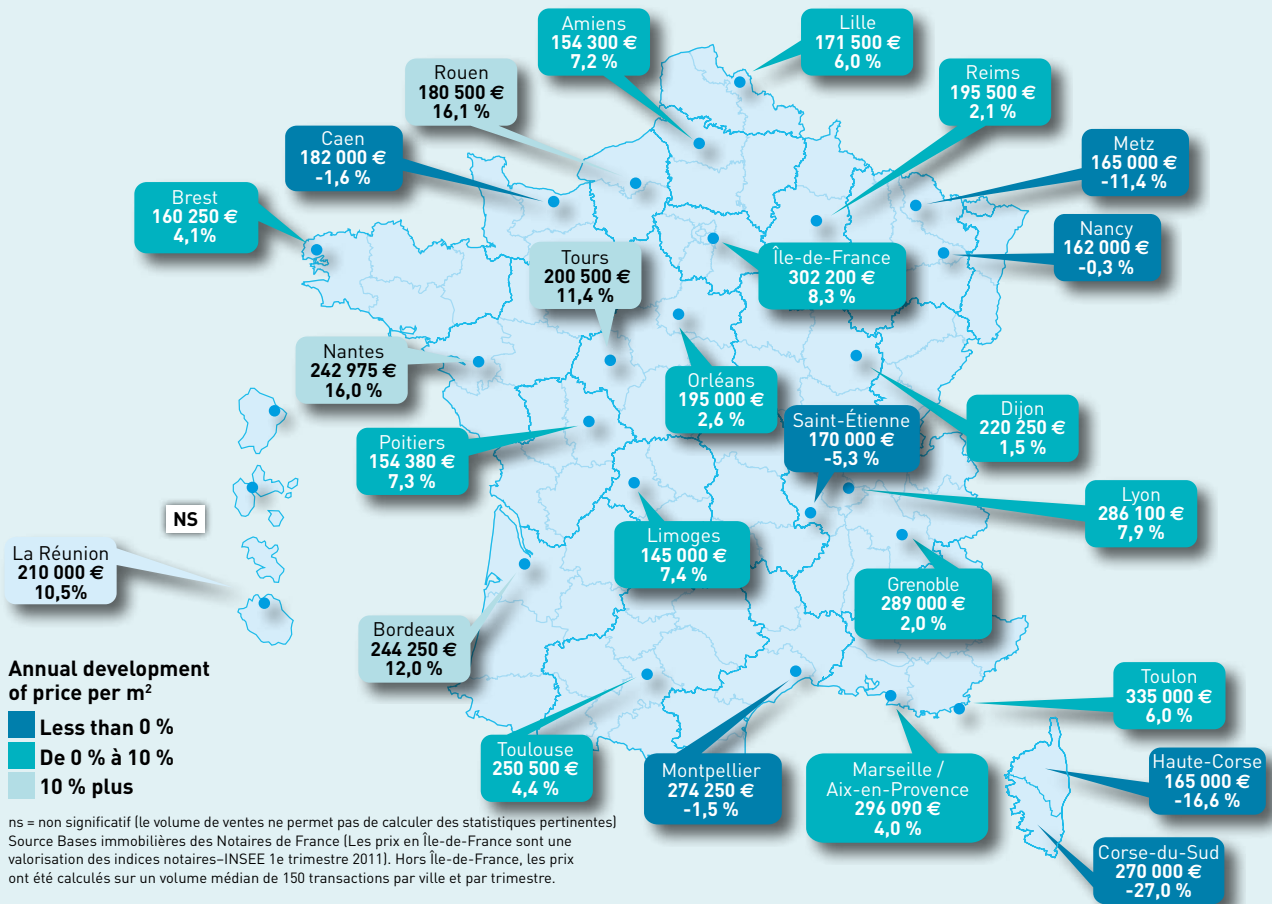 Amiens
154 300 €
7,2 %
Lille
171 500 €
6,0 %
Rouen
180 500 €
16,1 %
Reims
195 500 €
2,1 %
Caen
182 000 €
-1,6 %
Metz
165 000 €
-11,4 %
Brest
160 250 €
4,1%
Nancy
162 000 €
-0,3 %
Tours
200 500 €
11,4 %
Île-de-France
302 200 €
8,3 %
Nantes
242 975 €
16,0 %
Orléans
195 000 €
2,6 %
Saint-Étienne
170 000 €
-5,3 %
Dijon
220 250 €
1,5 %
Poitiers
154 380 €
7,3 %
Lyon
286 100 €
7,9 %
NS
Limoges
145 000 €
7,4 %
La Réunion
210 000 €
10,5%
Grenoble
289 000 €
2,0 %
Bordeaux
244 250 €
12,0 %
Toulon
335 000 €
6,0 %
Toulouse
250 500 €
4,4 %
Montpellier
274 250 €
-1,5 %
Marseille /
Aix-en-Provence
296 090 €
4,0 %
Haute-Corse
165 000 €
-16,6 %
Corse-du-Sud
270 000 €
-27,0 %
Annual development
of price per m²
Less than 0 %
De 0 % à 10 %
10 % plus
ns = non significatif (le volume de ventes ne permet pas de calculer des statistiques pertinentes)
Source Bases immobilières des Notaires de France (Les prix en Île-de-France sont une
valorisation des indices notaires–INSEE 1e trimestre 2011). Hors Île-de-France, les prix
ont été calculés sur un volume médian de 150 transactions par ville et par trimestre.